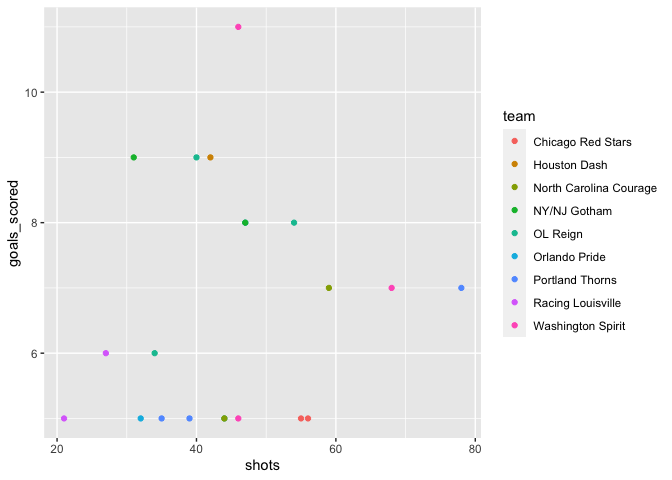 10
8
6
goals_scored
20
40
60
80
shots
team
Chicago Red Stars
Houston Dash
North Carolina Courage
NY/NJ Gotham
OL Reign
Orlando Pride
Portland Thorns
Racing Louisville
Washington Spirit